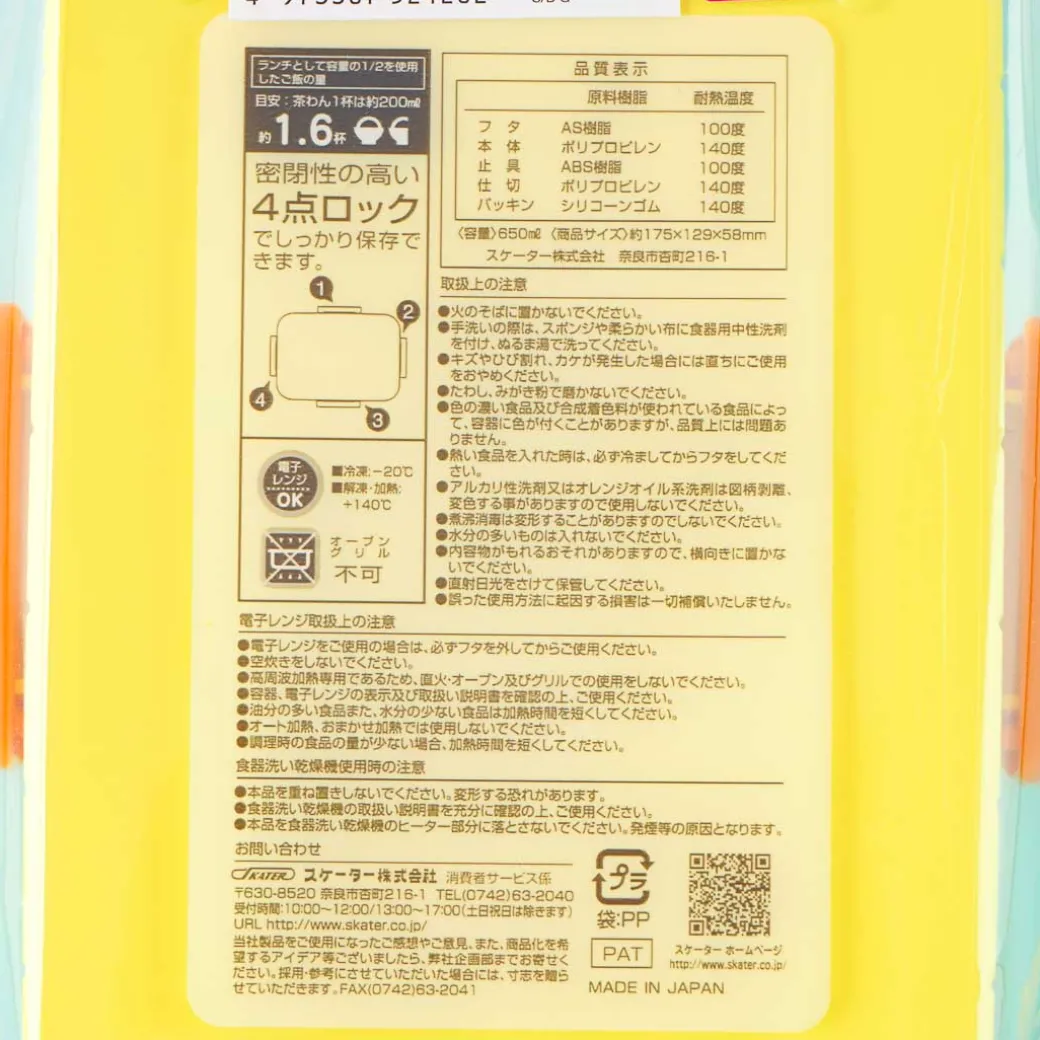 ランチとして容量の1/2を使用
したご飯の量
目安：茶わん1杯は約200㎖
約1.6杯
密閉性の高い
4点ロック
でしっかり保存で
きます。
1
2
4
3
電子
レンジ
OK
■冷凍：－20℃
■解凍・加熱：
＋140℃
オーブン
グリル
不可
品質表示
原料樹脂 耐熱温度
フタ AS樹脂 100度
本体 ポリプロピレン 140度
止具 ABS樹脂 100度
仕切 ポリプロピレン 140度
パッキン シリコーンゴム 140度
〈容量〉650㎖ 〈商品サイズ〉約175×129×58mm
スケーター株式会社 奈良市杏町216-1
取扱上の注意
●火のそばに置かないでください。
●手洗いの際は、スポンジや柔らかい布に食器用中性洗剤
を付け、ぬるま湯で洗ってください。
●キズやひび割れ、カケが発生した場合には直ちにご使用
をおやめください。
●たわし、みがき粉で磨かないでください。
●色の濃い食品及び合成着色料が使われている食品によっ
て、容器に色が付くことがありますが、品質上には問題あ
りません。
●熱い食品を入れた時は、必ず冷ましてからフタをしてくだ
さい。
●アルカリ性洗剤又はオレンジオイル系洗剤は図柄剥離、
変色する事がありますので使用しないでください。
●煮沸消毒は変形することがありますのでしないでください。
●水分の多いものは入れないでください。
●内容物がもれるおそれがありますので、横向きに置かな
いでください。
●直射日光をさけて保管してください。
●誤った使用方法に起因する損害は一切補償いたしません。
電子レンジ取扱上の注意
●電子レンジをご使用の場合は、必ずフタを外してからご使用ください。
●空炊きをしないでください。
●高周波加熱専用であるため、直火・オーブン及びグリルでの使用をしないでください。
●容器、電子レンジの表示及び取扱い説明書を確認の上、ご使用ください。
●油分の多い食品また、水分の少ない食品は加熱時間を短くしてください。
●オート加熱、おまかせ加熱では使用しないでください。
●調理時の食品の量が少ない場合、加熱時間を短くしてください。
食器洗い乾燥機使用時の注意
●本品を重ね置きしないでください。変形する恐れがあります。
●食器洗い乾燥機の取扱い説明書を充分に確認の上、ご使用ください。
●本品を食器洗い乾燥機のヒーター部分に落とさないでください。発煙等の原因となります。
お問い合わせ
SKATER スケーター株式会社 消費者サービス係
〒630-8520 奈良市杏町216-1 TEL(0742)63-2040
受付時間：10:00～12:00/13:00～17:00(土日祝日は除きます)
URL http://www.skater.co.jp/
当社製品をご使用になったご感想やご意見、また、商品化を希
望するアイデア等ございましたら、弊社企画部までお寄せく
ださい。採用・参考にさせていただいた場合には、寸志を贈ら
せていただきます。FAX(0742)63-2041
プラ
袋：PP
PAT
スケーター ホームページ
http://www.skater.co.jp/
MADE IN JAPAN